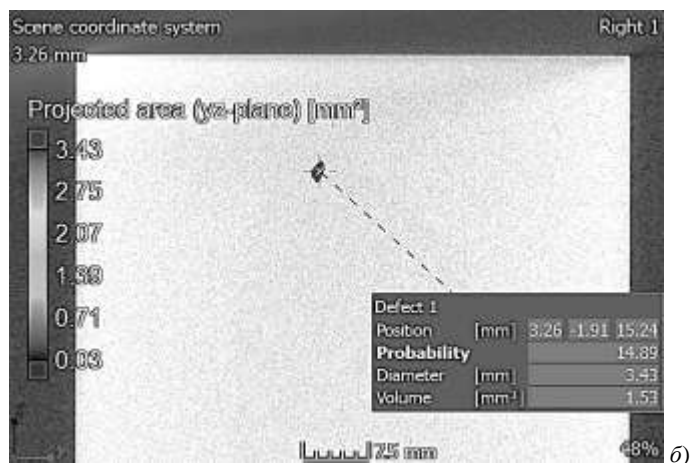 Scene coordinate system
Right 1
3.26 mm
Projected area (yz-plane) [mm²]
3.43
2.75
2.07
1.39
0.71
0.03
Defect 1
Position [mm] 3.26 -1.91 15.24
Probability 14.89
Diameter [mm] 3.43
Volume [mm³] 1.53
7.5 mm
48%
б)